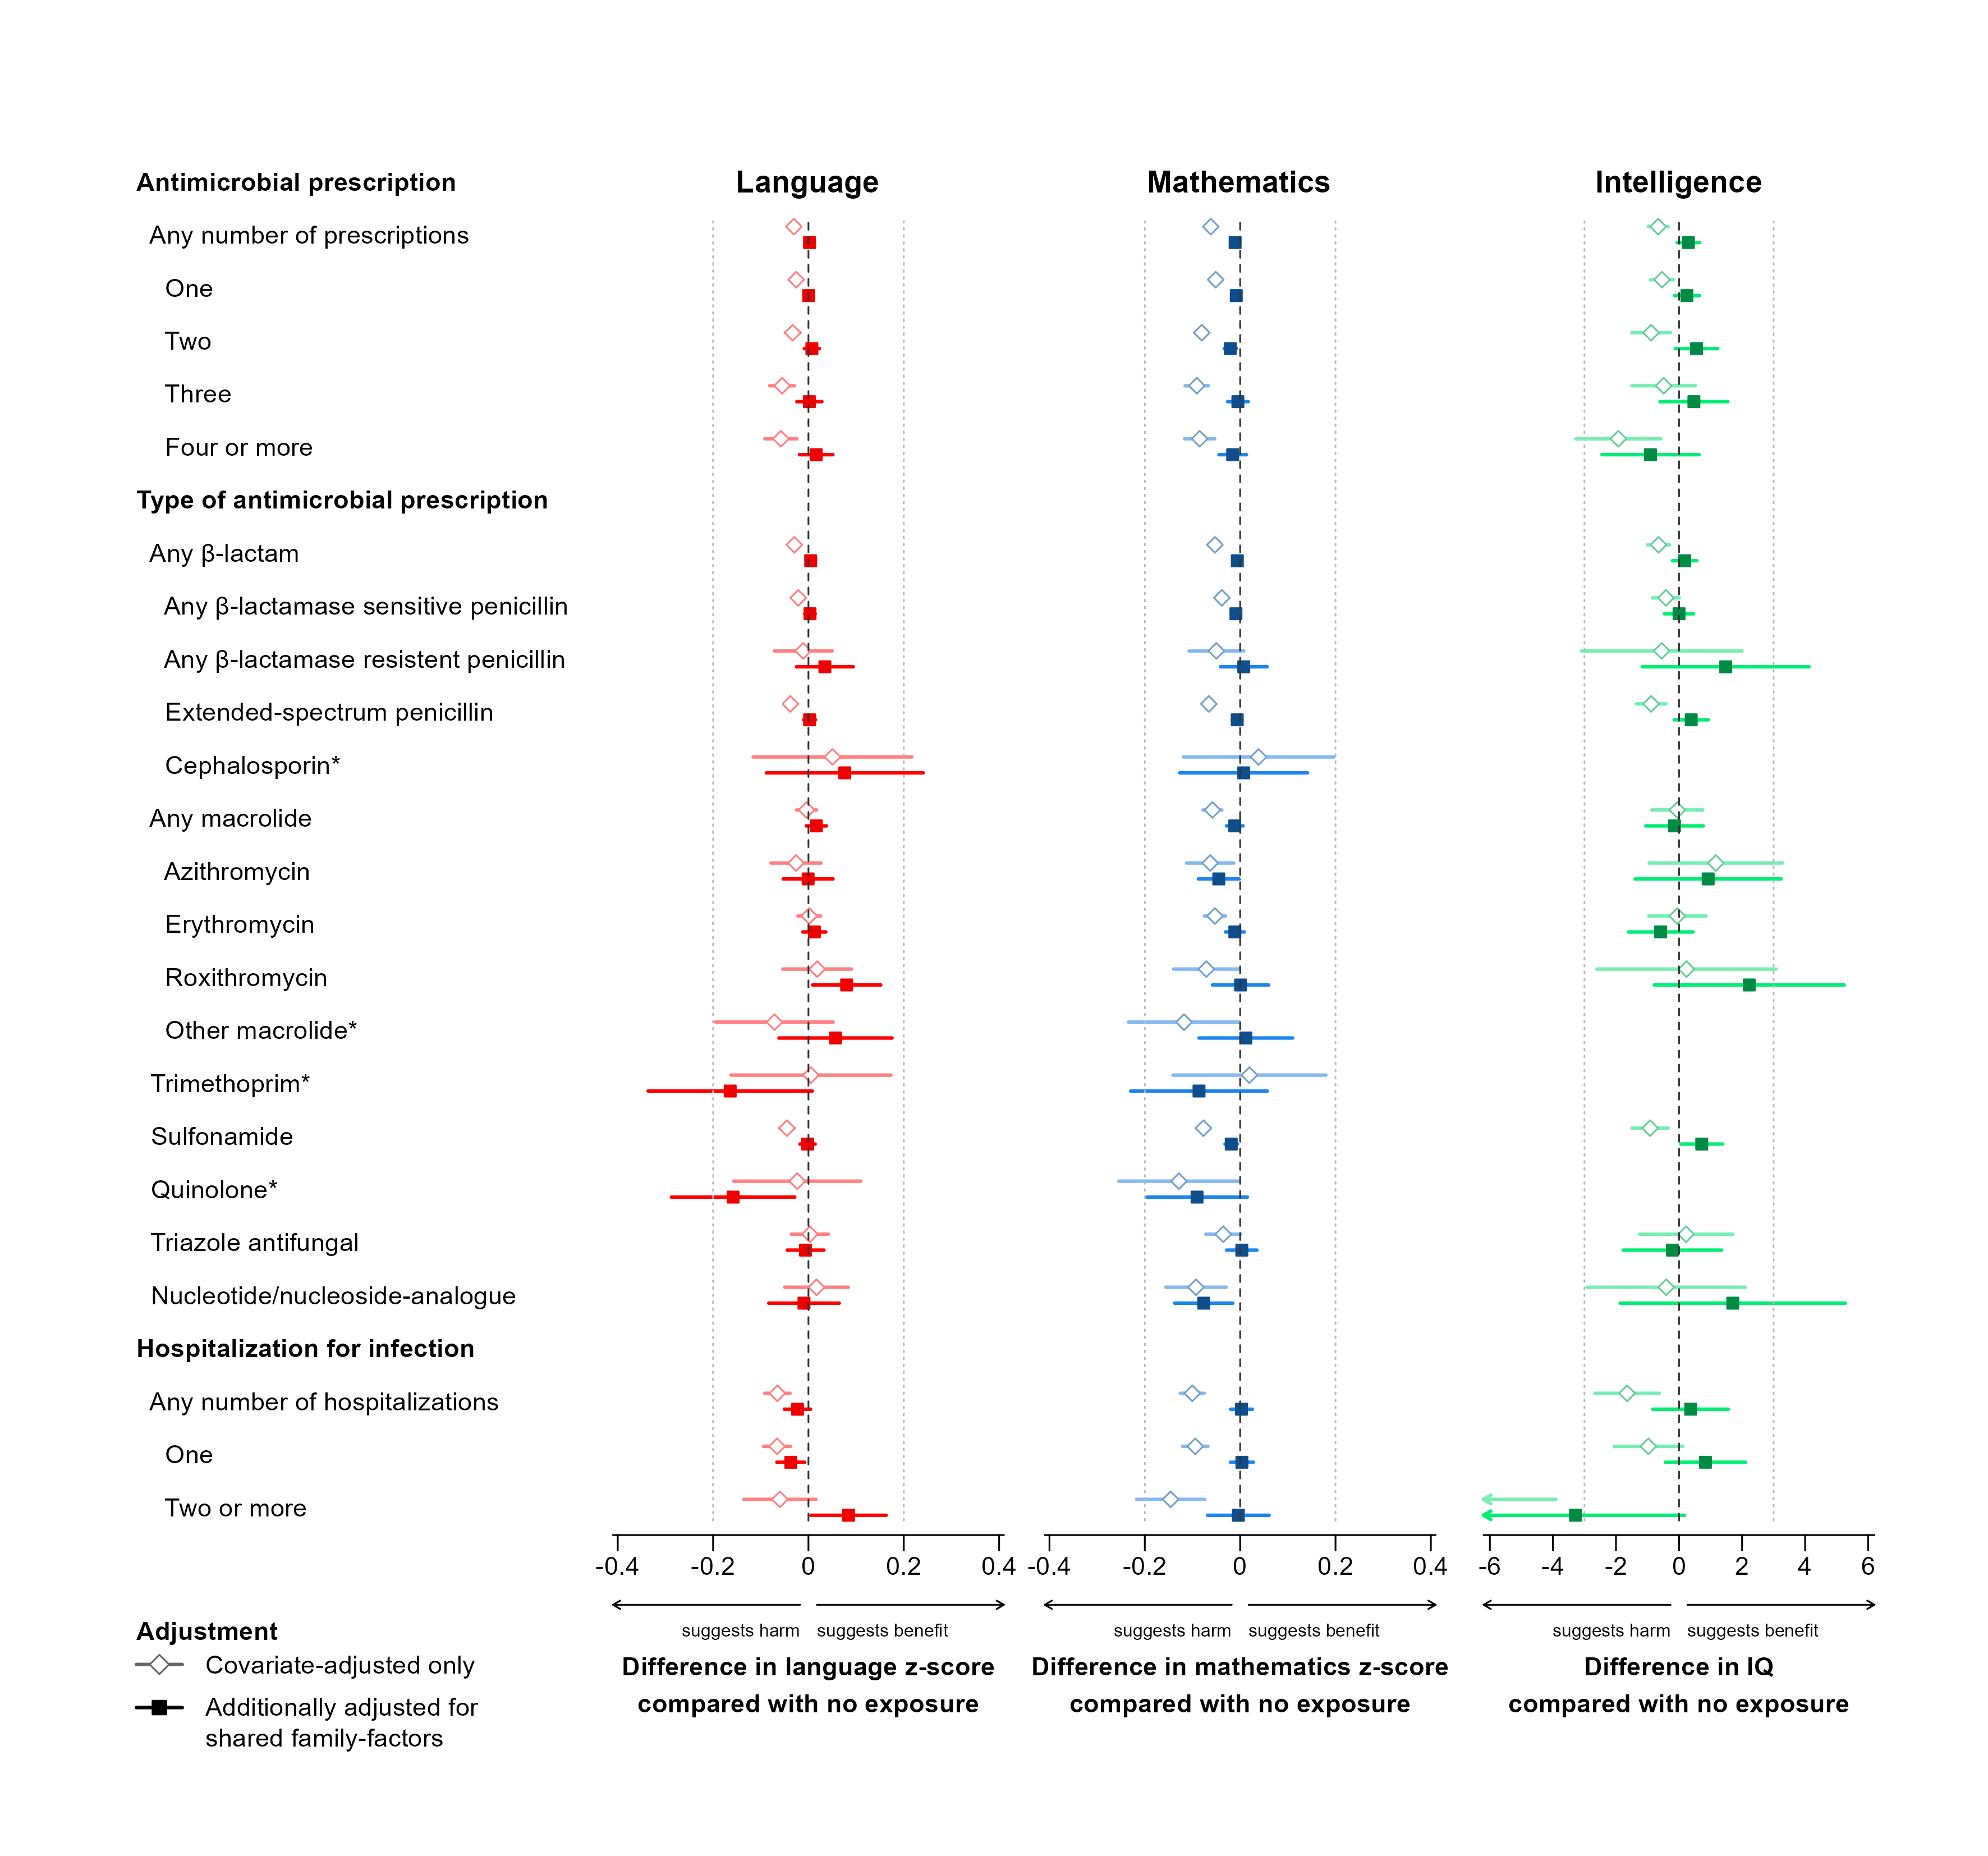 Antimicrobial prescription Language Mathematics Intelligence
Any number of prescriptions
One
Two
Three
Four or more
Type of antimicrobial prescription
Any β-lactam
Any β-lactamase sensitive penicillin
Any β-lactamase resistent penicillin
Extended-spectrum penicillin
Cephalosporin*
Any macrolide
Azithromycin
Erythromycin
Roxithromycin
Other macrolide*
Trimethoprim*
Sulfonamide
Quinolone*
Triazole antifungal
Nucleotide/nucleoside-analogue
Hospitalization for infection
Any number of hospitalizations
One
Two or more
-0.4 -0.2 0 0.2 0.4 -0.4 -0.2 0 0.2 0.4 -6 -4 -2 0 2 4 6
suggests harm suggests benefit suggests harm suggests benefit suggests harm suggests benefit
Difference in language z-score Difference in mathematics z-score Difference in IQ
compared with no exposure compared with no exposure compared with no exposure
Adjustment
Covariate-adjusted only
Additionally adjusted for
shared family-factors